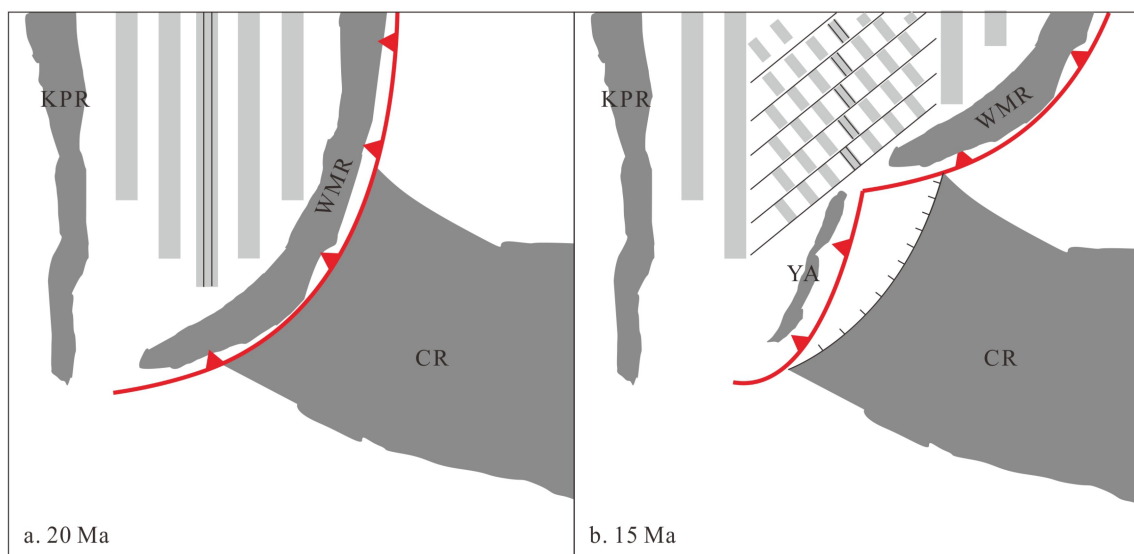 KPR
WMR
CR
a. 20 Ma
KPR
WMR
YA
CR
b. 15 Ma